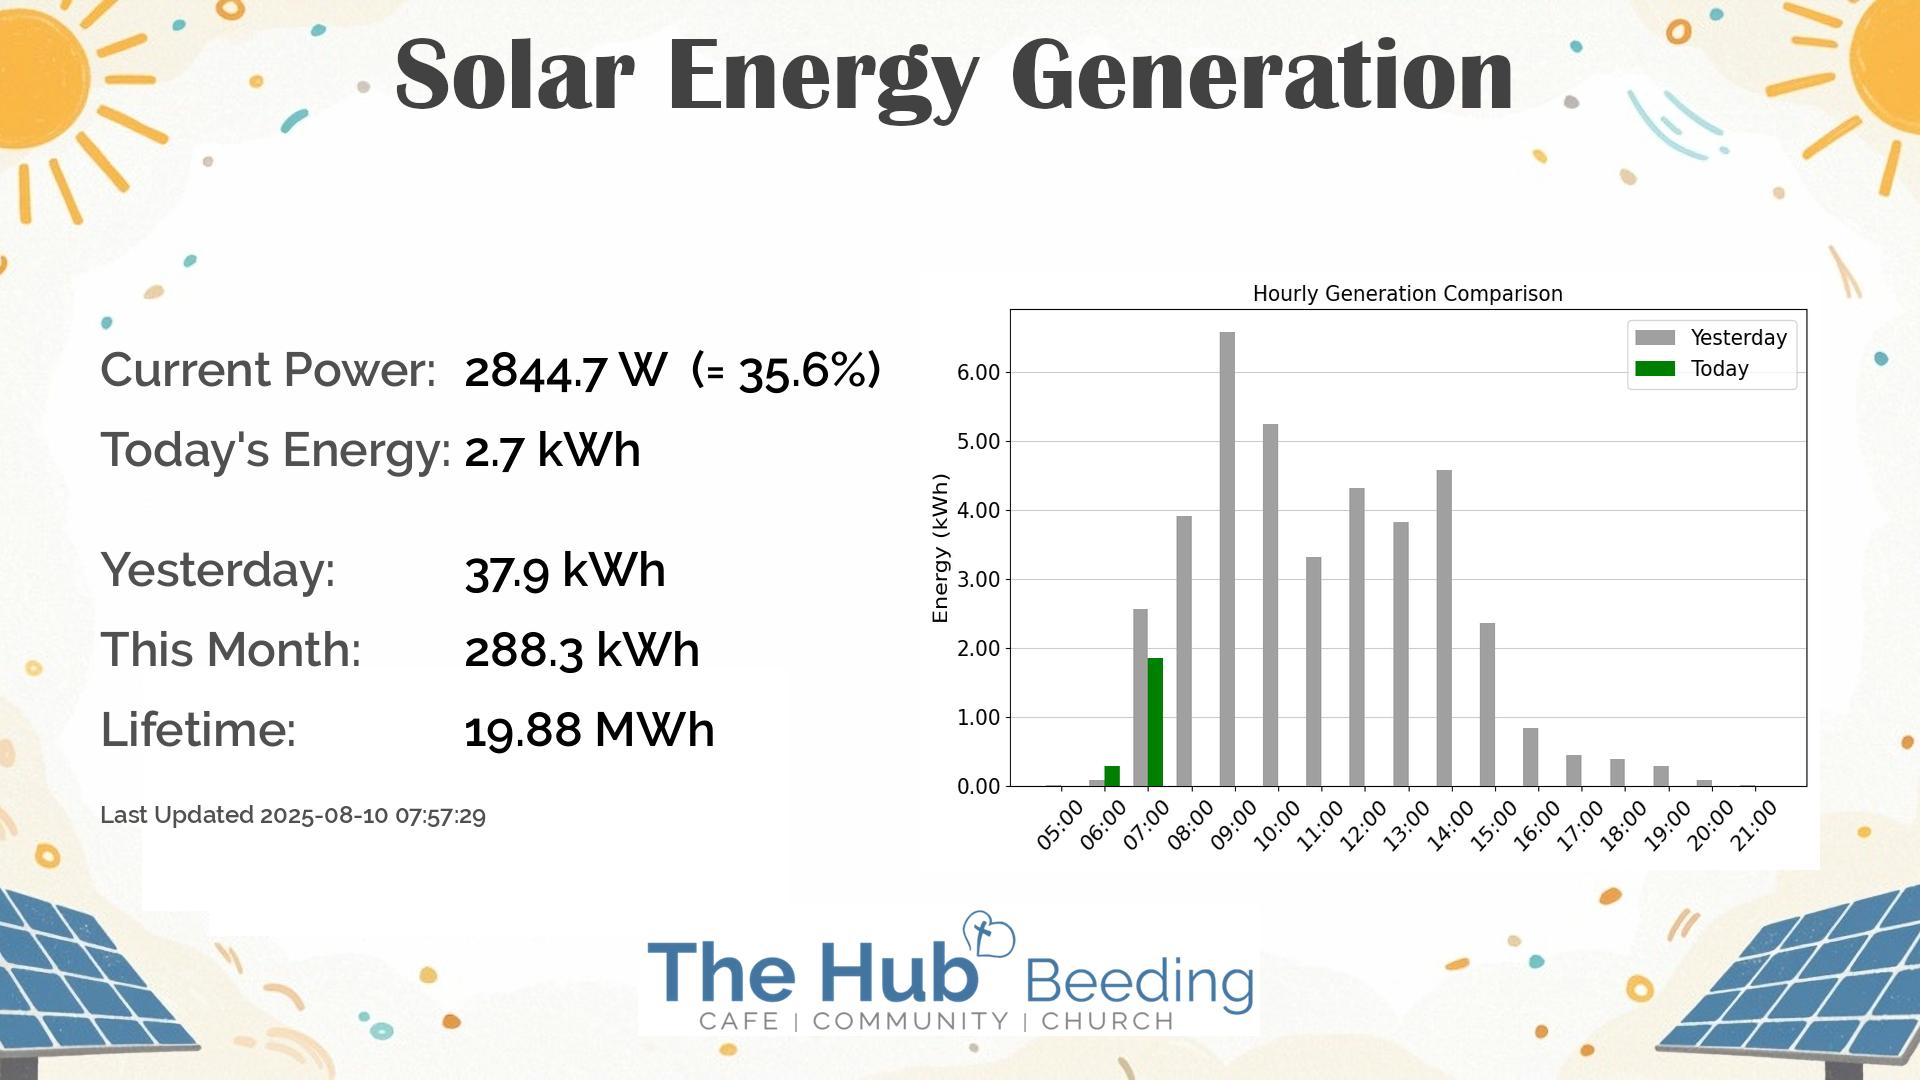 Solar Energy Generation
Current Power: 2844.7 W (= 35.6%)
Today's Energy: 2.7 kWh
Yesterday: 37.9 kWh
This Month: 288.3 kWh
Lifetime: 19.88 MWh
Last Updated 2025-08-10 07:57:29
Hourly Generation Comparison
Yesterday
Today
Energy (kWh)
6.00
5.00
4.00
3.00
2.00
1.00
0.00
05:00 06:00 07:00 08:00 09:00 10:00 11:00 12:00 13:00 14:00 15:00 16:00 17:00 18:00 19:00 20:00 21:00
The Hub Beeding
CAFE | COMMUNITY | CHURCH